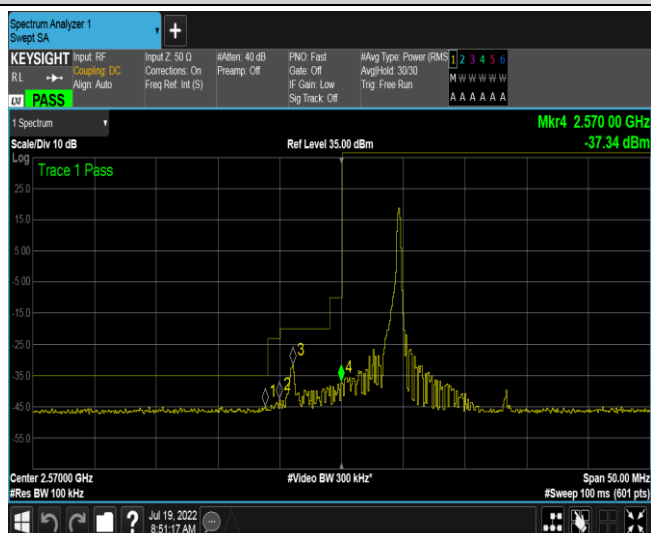 Spectrum Analyzer 1
Swept SA
+
KEYSIGHT Input: RF Input Z: 50 Ω #Atten: 40 dB PNO: Fast #Avg Type: Power (RMS 1 2 3 4 5 6
RL Coupling: DC Corrections: On Preamp: Off Gate: Off Avg|Hold: 30/30 M W W W W W
Align: Auto Freq Ref: Int (S) IF Gain: Low Trig: Free Run
LXI PASS Sig Track: Off A A A A A A
1 Spectrum Mkr4 2.570 00 GHz
Scale/Div 10 dB Ref Level 35.00 dBm -37.34 dBm
Log
Trace 1 Pass
25.0
15.0
5.00
-5.00
-15.0
-25.0
3
-35.0
4
1 2
-45.0
-55.0
Center 2.57000 GHz #Video BW 300 kHz* Span 50.00 MHz
#Res BW 100 kHz #Sweep 100 ms (601 pts)
? Jul 19, 2022
8:51:17 AM